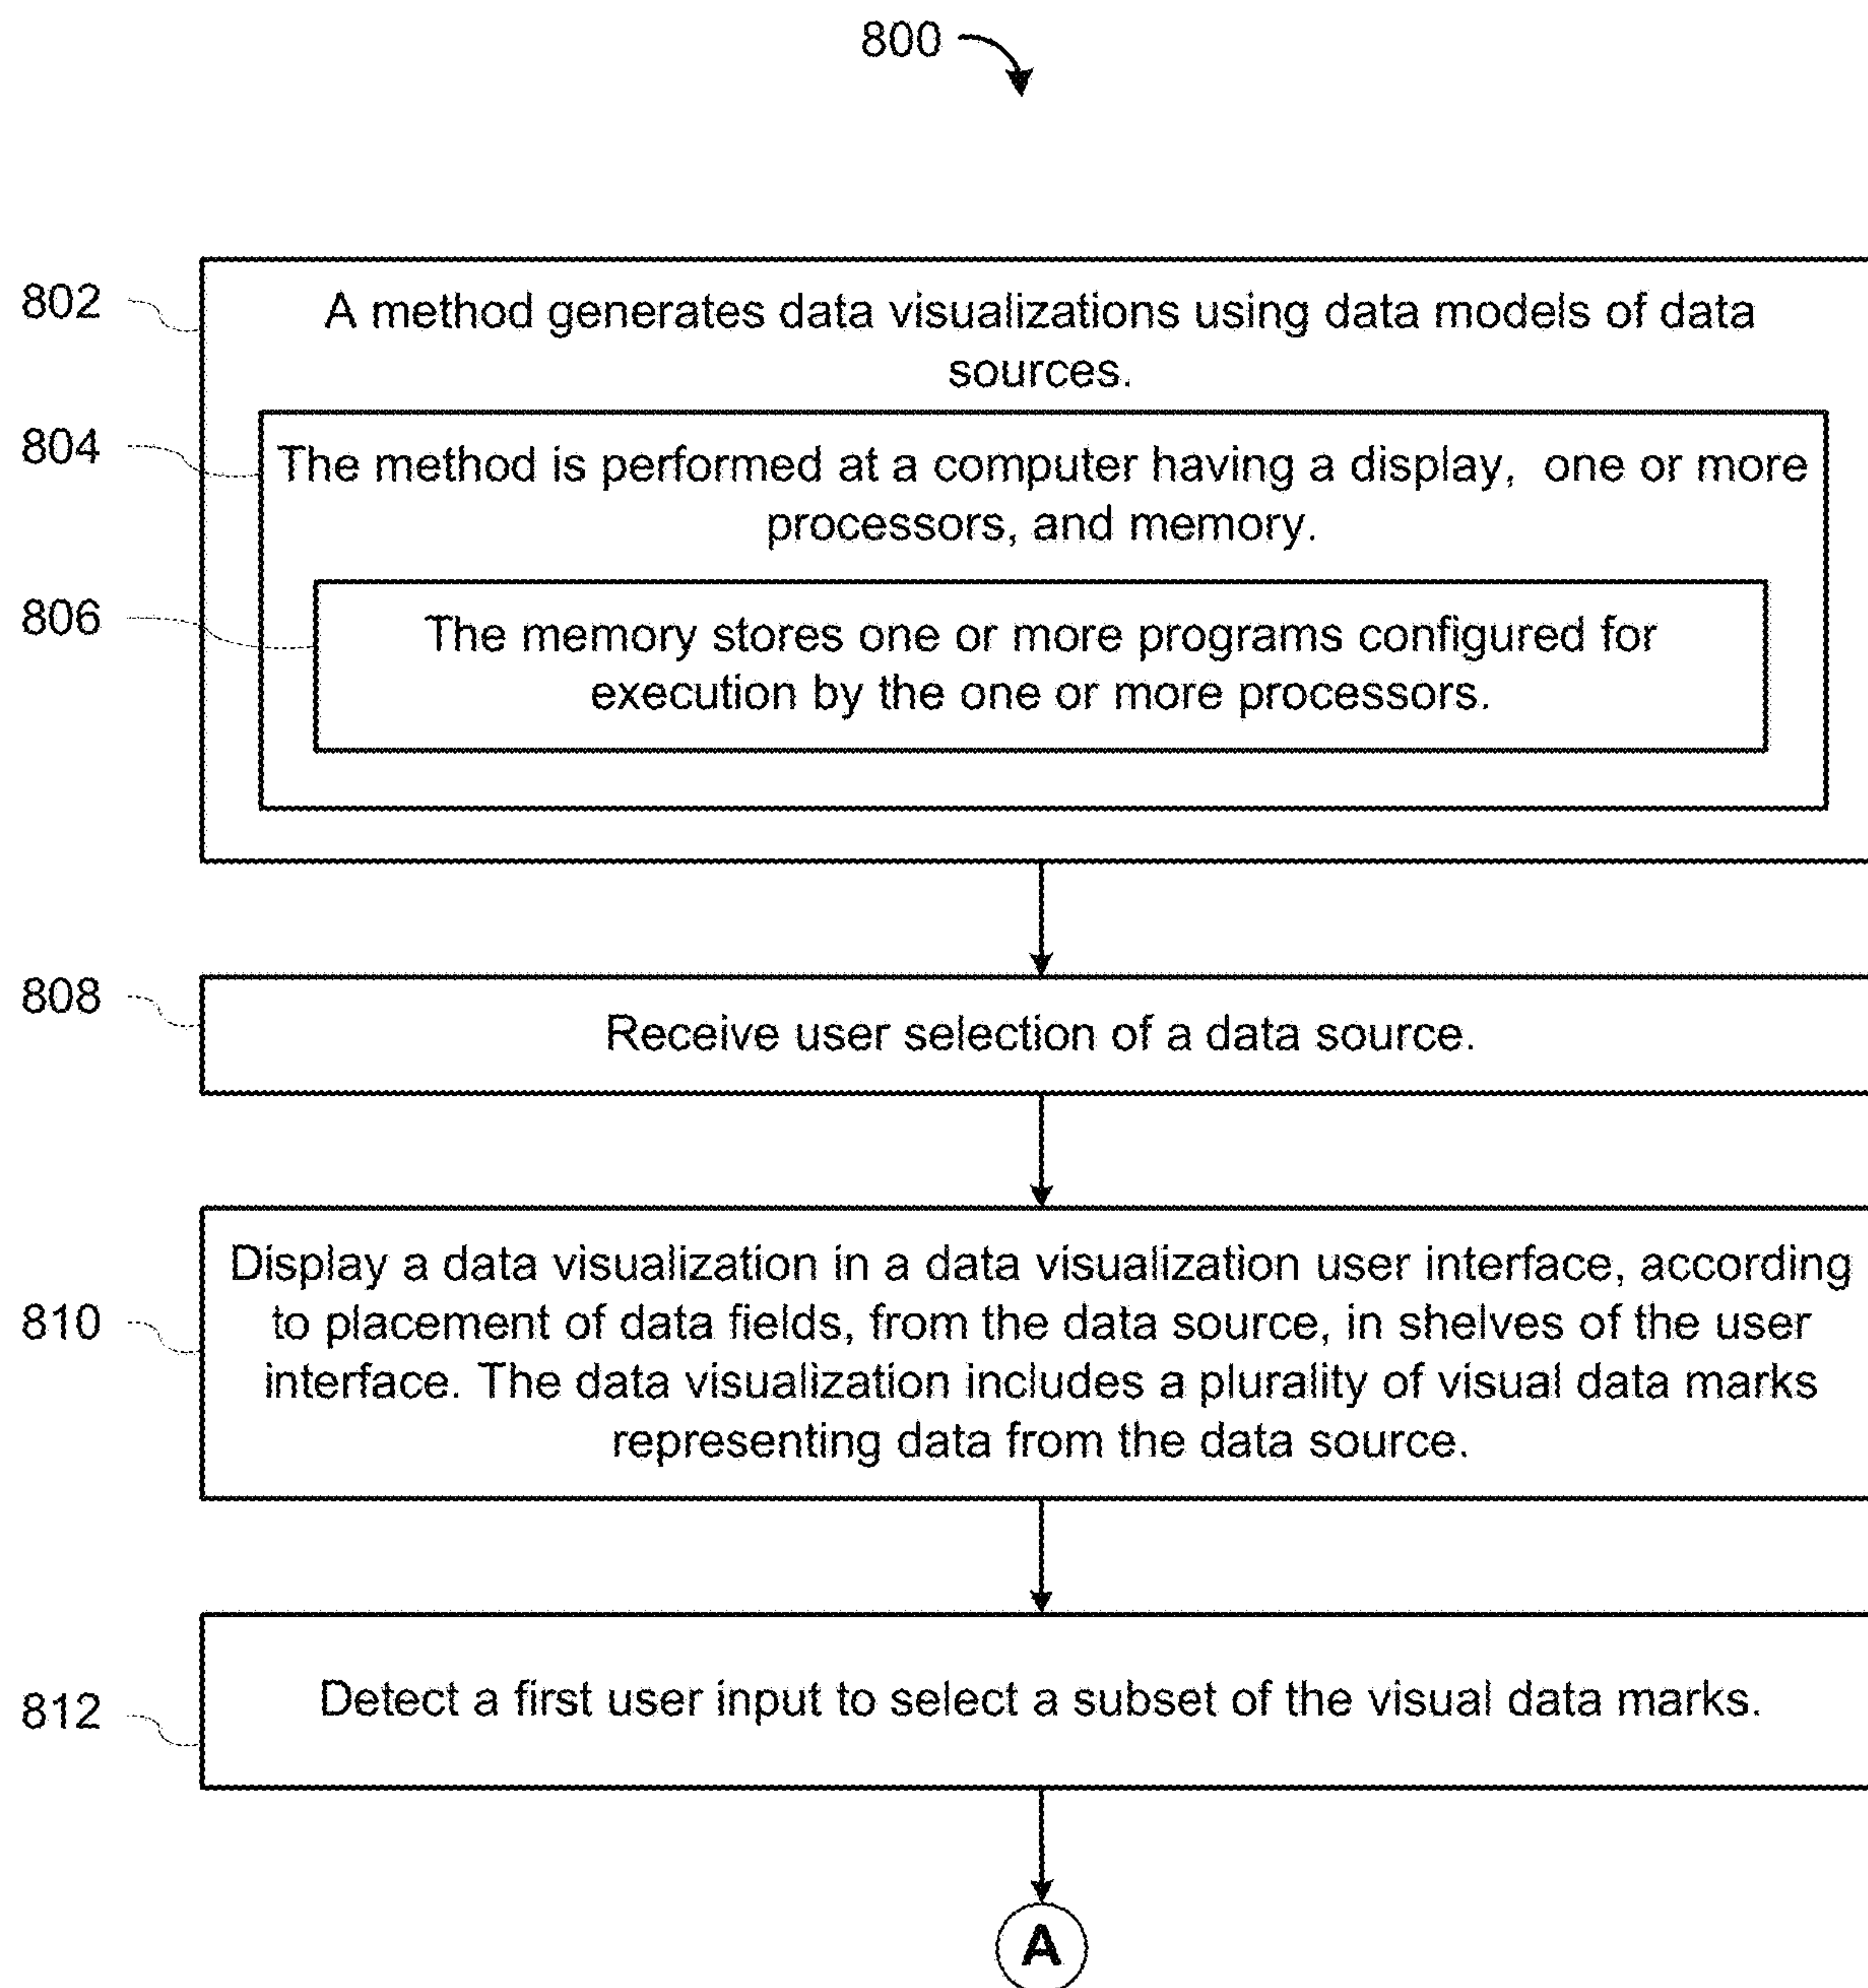 800
802
A method generates data visualizations using data models of data
sources.
804
The method is performed at a computer having a display, one or more
processors, and memory.
806
The memory stores one or more programs configured for
execution by the one or more processors.
808
Receive user selection of a data source.
810
Display a data visualization in a data visualization user interface, according
to placement of data fields, from the data source, in shelves of the user
interface. The data visualization includes a plurality of visual data marks
representing data from the data source.
812
Detect a first user input to select a subset of the visual data marks.
A